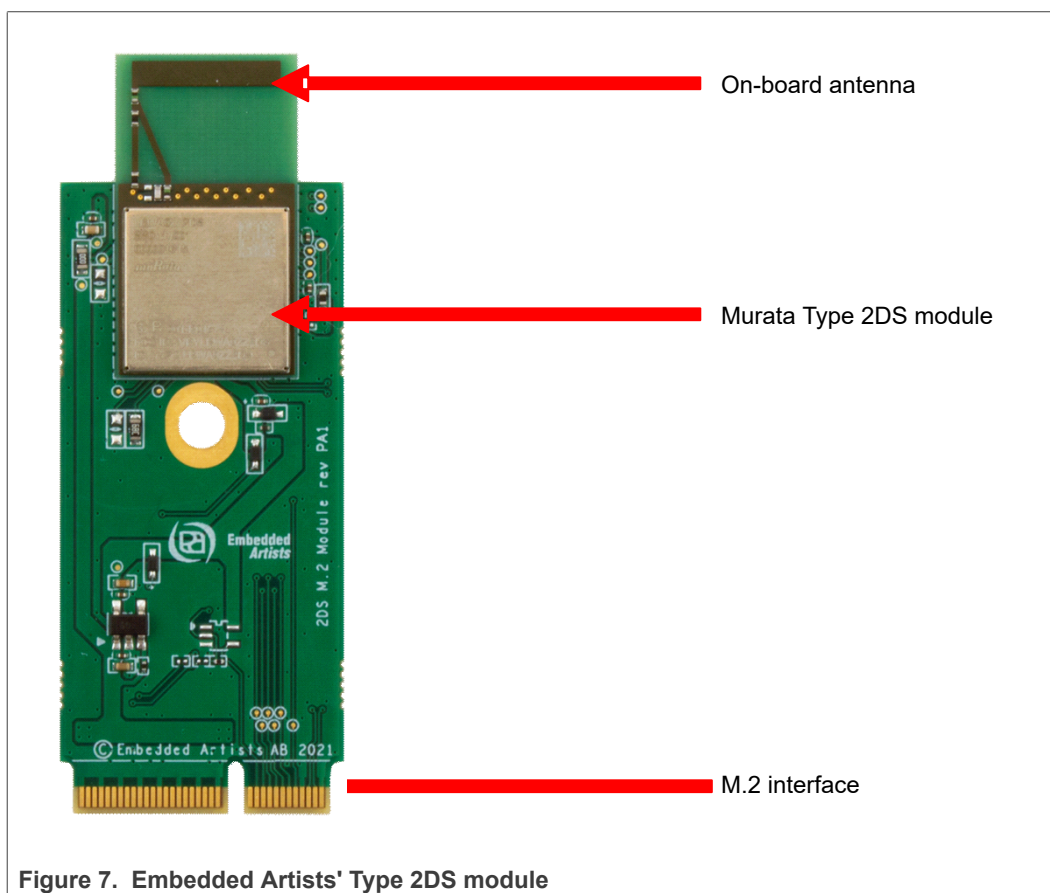 On-board antenna
Murata Type 2DS module
Embedded
Artists
2DS M.2 Module rev PA1
© Embedded Artists AB 2021
M.2 interface
Figure 7. Embedded Artists' Type 2DS module